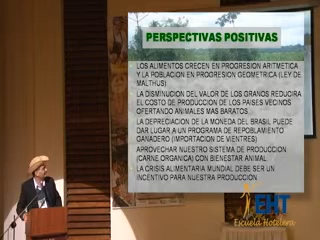 PERSPECTIVAS POSITIVAS
LOS ALIMENTOS CRECEN EN PROGRESION ARITMETICA
Y LA POBLACION EN PROGRESION GEOMETRICA (LEY DE
MALTHUS)
LA DISMINUCION DEL VALOR DE LOS GRANOS REDUCIRA
EL COSTO DE PRODUCCION DE LOS PAISES VECINOS
OFERTANDO ANIMALES MAS BARATOS
LA DEPRECIACION DE LA MONEDA DEL BRASIL PUEDE
DAR LUGAR A UN PROGRAMA DE REPOBLAMIENTO
GANADERO (IMPORTACION DE VIENTRES)
APROVECHAR NUESTRO SISTEMA DE PRODUCCION
(CARNE ORGANICA) CON BIENESTAR ANIMAL
LA CRISIS ALIMENTARIA MUNDIAL DEBE SER UN
INCENTIVO PARA NUESTRA PRODUCCION
EHT
Escuela Hotelera